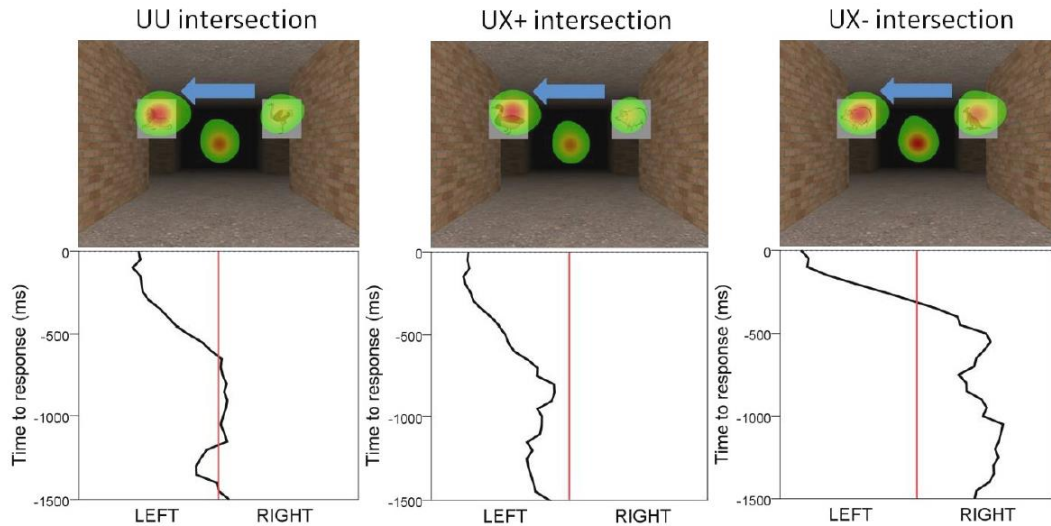 UU intersection
UX+ intersection
UX- intersection
Time to response (ms)
0
-500
-1000
-1500
LEFT RIGHT
Time to response (ms)
0
-500
-1000
-1500
LEFT RIGHT
Time to response (ms)
0
-500
-1000
-1500
LEFT RIGHT